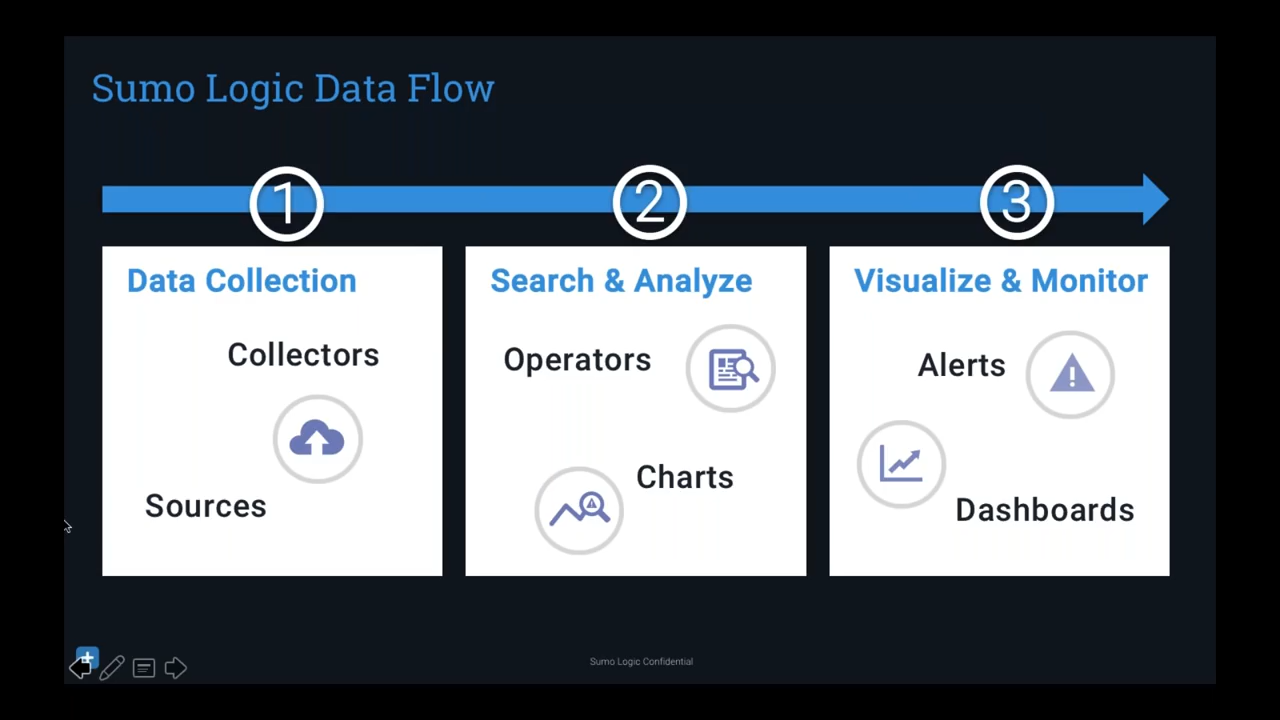 Sumo Logic Data Flow
1
2
3
Data Collection
Collectors
Sources
Search & Analyze
Operators
Charts
Visualize & Monitor
Alerts
Dashboards
Sumo Logic Confidential